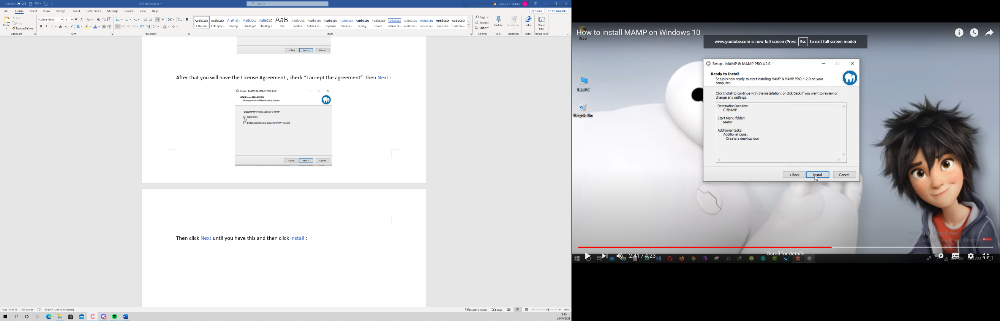 AutoSave Off
SAE_Notice.docx
Search
Romain CHARLES RC
File Home Insert Draw Design Layout References Mailings Review View Help
Share Comments
Paste
Cut
Copy
Format Painter
Clipboard
Calibri (Body) 12
Font
Paragraph
AaBbCcDc AaBbCcDc AaBbCc AaBbCcC AaBbCcD AaB AaBbCcC AaBbCcDc AaBbCcDc AaBbCcDc AaBbCcDc AaBbCcDc AaBbCcDc AABBCCDC AABBCCDC AaBbCcDc AaBbCcDc
¶ Normal ¶ No Spac... Heading 1 Heading 2 Heading 3 Title Subtitle Subtle Em... Emphasis Intense E... Strong Quote Intense Q... Subtle Ref... Intense Re... Book Title ¶ List Para...
Styles
Find
Replace
Select
Editing
Dictate
Voice
Sensitivity
Sensitivity
Editor
Editor
Reuse Files
Reuse Files
< Back Next > Cancel
After that you will have the License Agreement , check “I accept the agreement” then Next :
Setup - MAMP & MAMP PRO 4.2.0
MAMP and MAMP PRO
Please provide additional setup options.
Install MAMP PRO in addition to MAMP.
MAMP PRO
Install Apple Bonjour (used for MAMP Viewer)
< Back Next > Cancel
Then click Next until you have this and then click Install :
Page 16 of 16 893 words English (United Kingdom)
Display Settings Focus 160%
12:39
29/10/2021
How to install MAMP on Windows 10
User
www.youtube.com is now full screen (Press Esc to exit full screen mode)
This PC
Recycle Bin
Setup - MAMP & MAMP PRO 4.2.0
Ready to Install
Setup is now ready to start installing MAMP & MAMP PRO 4.2.0 on your
computer.
Click Install to continue with the installation, or click Back if you want to review or
change any settings.
Destination location:
C:\MAMP
Start Menu folder:
MAMP
Additional tasks:
Additional icons:
Create a desktop icon
< Back Install Cancel
Activate Windows
Go to Settings to activate Windows.
2:41 / 4:23
Scroll for details
AM